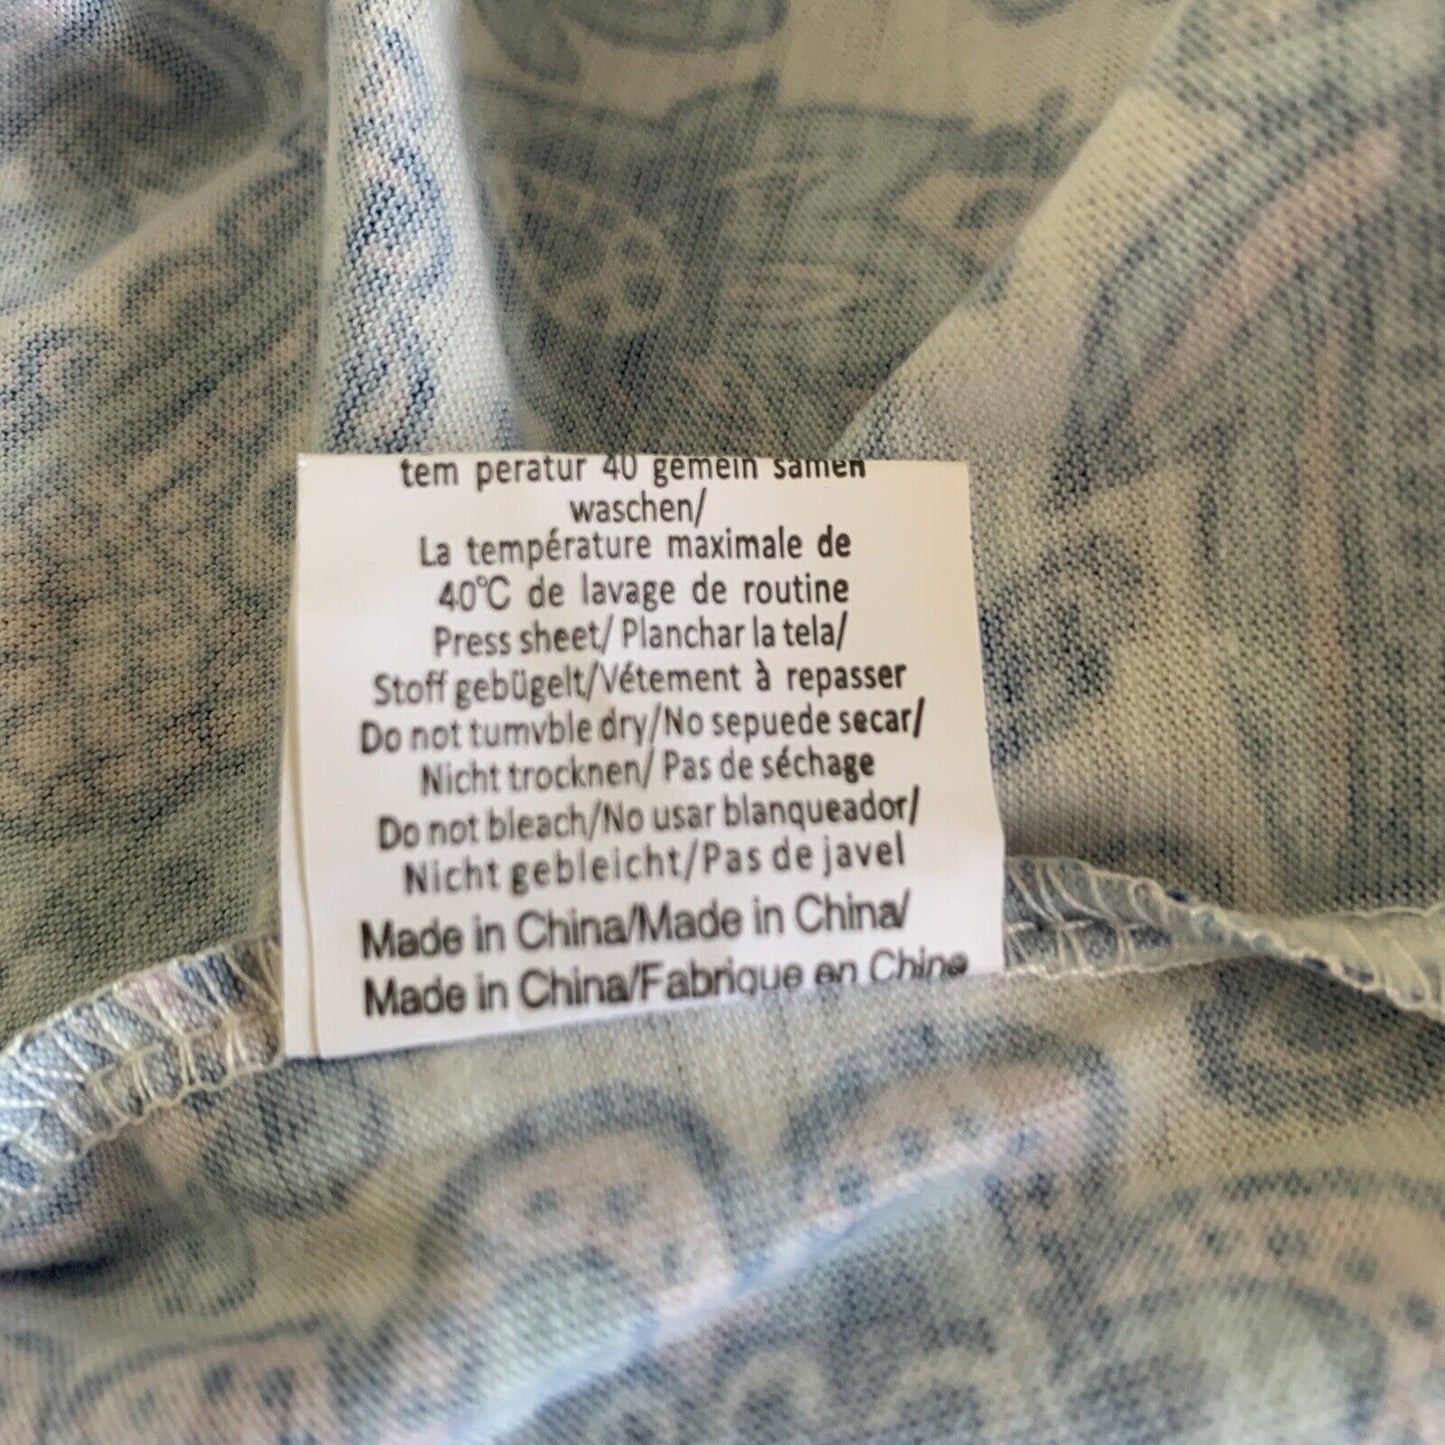 tem peratur 40 gemein samen
waschen/
La température maximale de
40℃ de lavage de routine
Press sheet/ Planchar la tela/
Stoff gebügelt/Vétement à repasser
Do not tumvble dry/No sepuede secar/
Nicht trocknen/ Pas de séchage
Do not bleach/No usar blanqueador/
Nicht gebleicht/Pas de javel
Made in China/Made in China/
Made in China/Fabrique en Chine